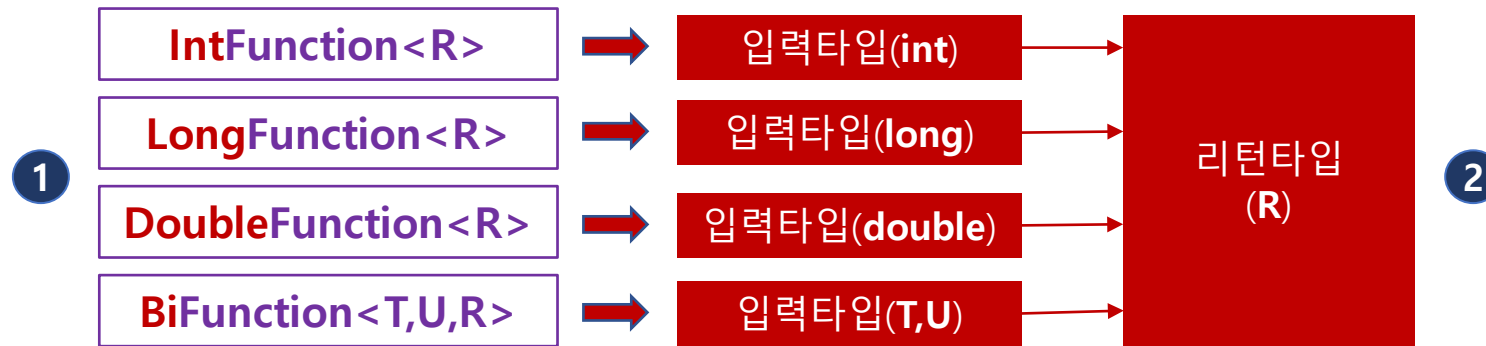 1
IntFunction<R>
입력타입(int)
LongFunction<R>
입력타입(long)
DoubleFunction<R>
입력타입(double)
BiFunction<T,U,R>
입력타입(T,U)
리턴타입
(R)
2